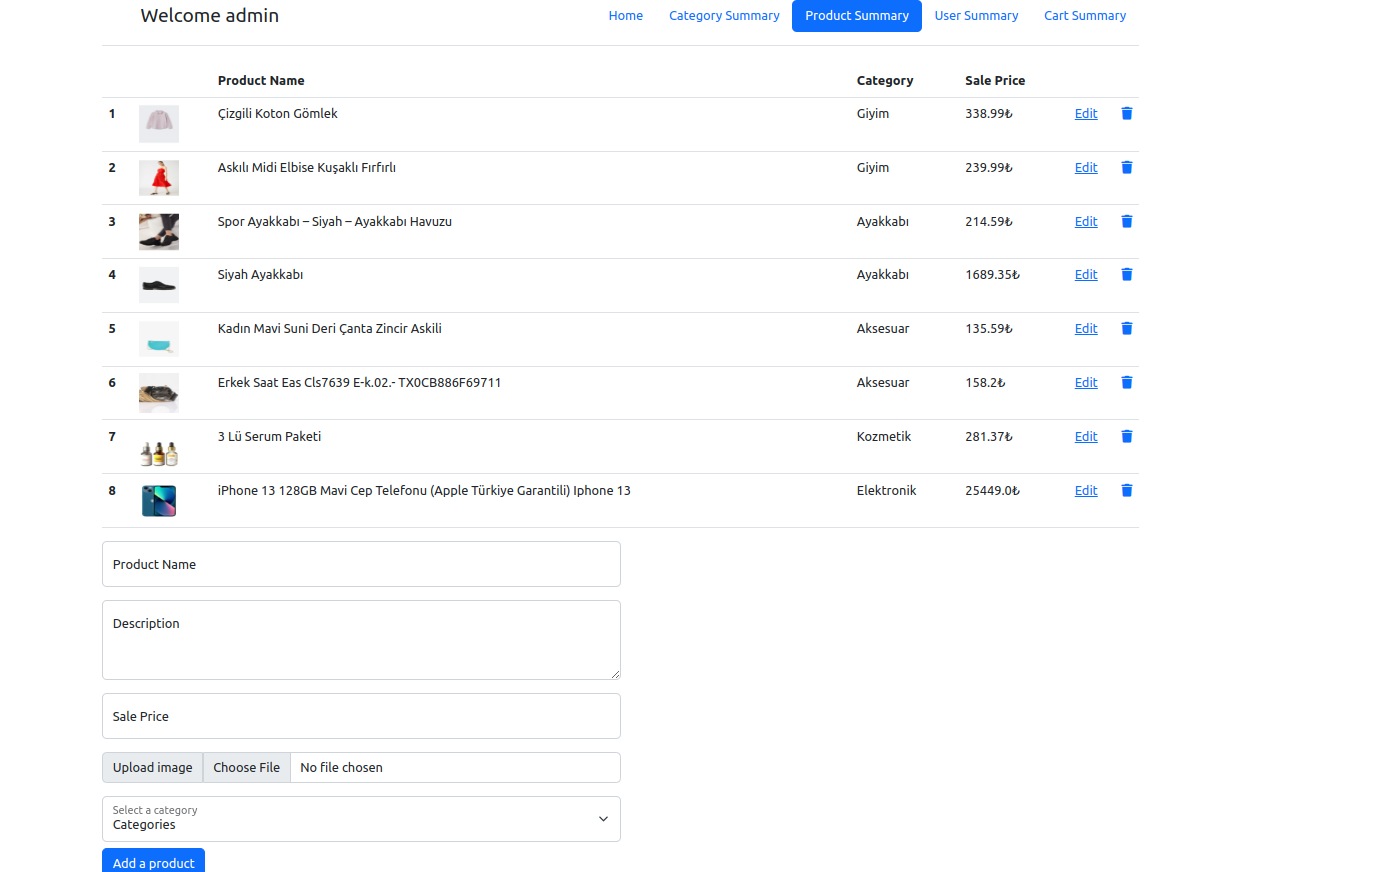 Welcome admin
Home Category Summary Product Summary User Summary Cart Summary
Product Name Category Sale Price
1 Çizgili Koton Gömlek Giyim 338.99₺ Edit
2 Askılı Midi Elbise Kuşaklı Fırfırlı Giyim 239.99₺ Edit
3 Spor Ayakkabı – Siyah – Ayakkabı Havuzu Ayakkabı 214.59₺ Edit
4 Siyah Ayakkabı Ayakkabı 1689.35₺ Edit
5 Kadın Mavi Suni Deri Çanta Zincir Askili Aksesuar 135.59₺ Edit
6 Erkek Saat Eas Cls7639 E-k.02.- TX0CB886F69711 Aksesuar 158.2₺ Edit
7 3 Lü Serum Paketi Kozmetik 281.37₺ Edit
8 iPhone 13 128GB Mavi Cep Telefonu (Apple Türkiye Garantili) Iphone 13 Elektronik 25449.0₺ Edit
Product Name
Description
Sale Price
Upload image Choose File No file chosen
Select a category
Categories
Add a product